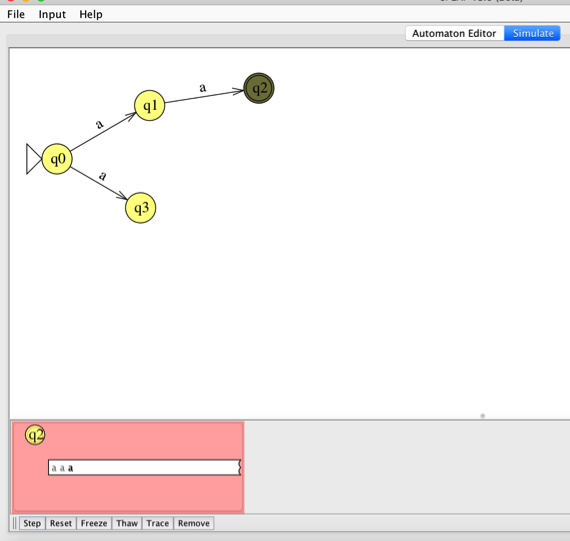 File Input Help
Automaton Editor Simulate
a q2
q1
a
q0
a
q3
q2
a a a
Step Reset Freeze Thaw Trace Remove